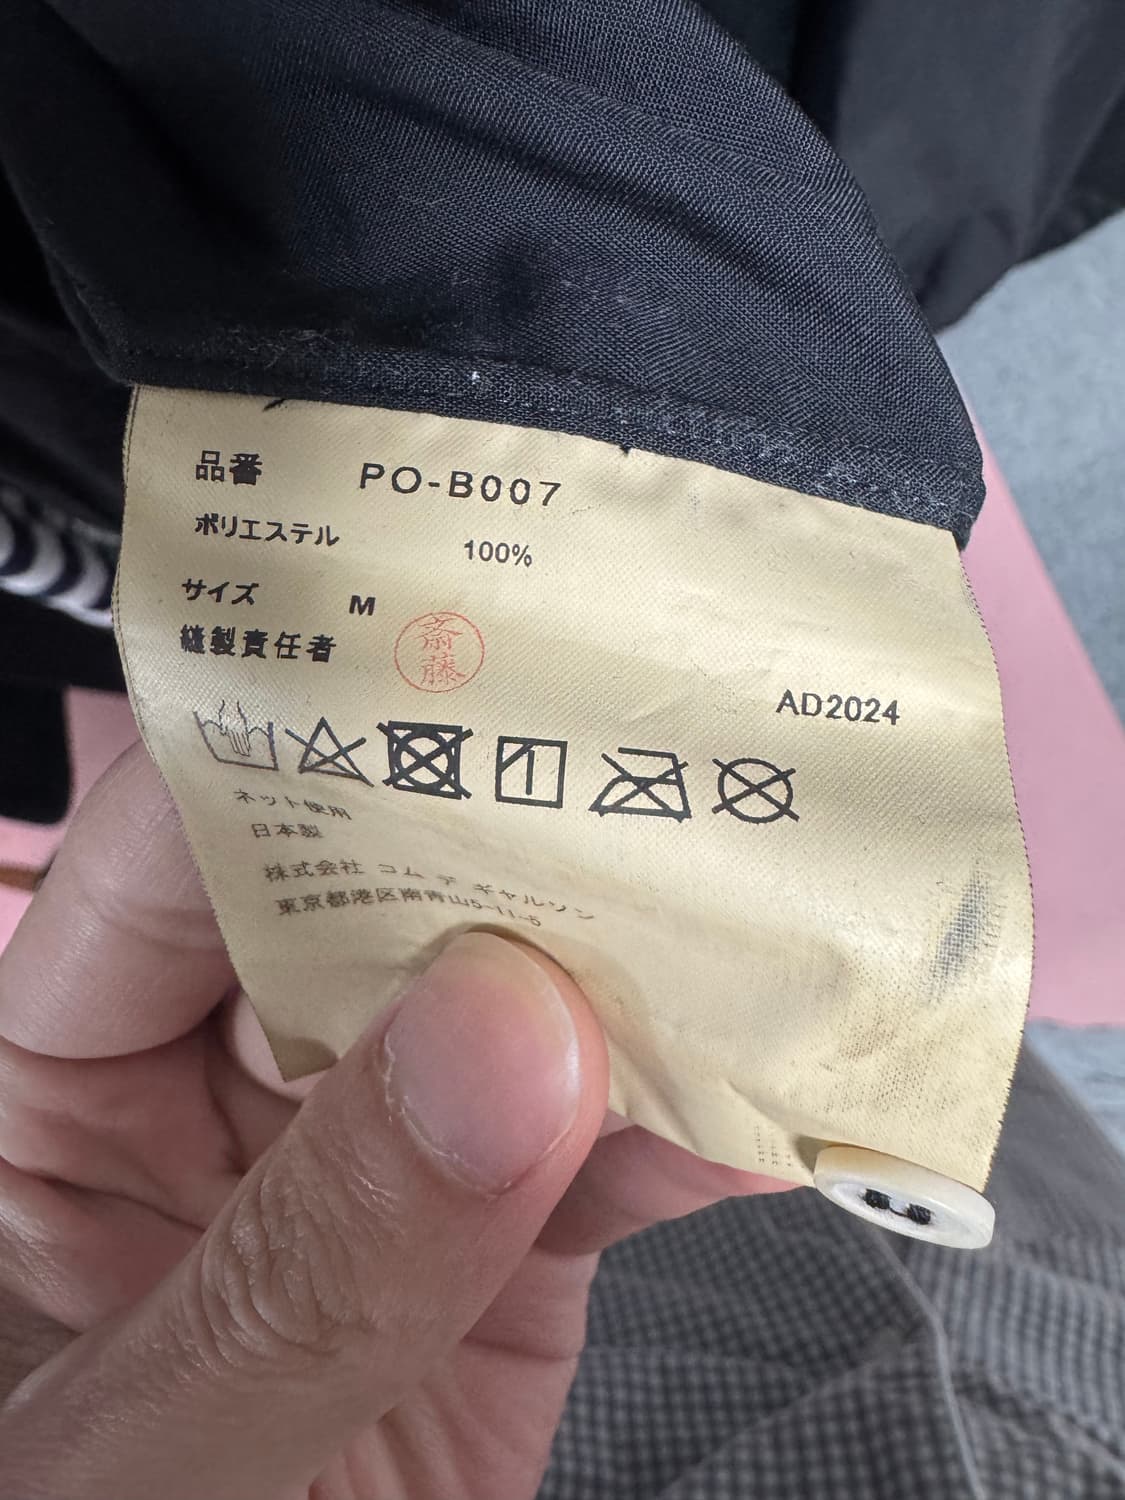 品番 PO-B007
ポリエステル 100%
サイズ M
縫製責任者 斎藤
AD2024
ネット使用
日本製
株式会社 コム デ ギャルソン
東京都港区南青山5-11-5